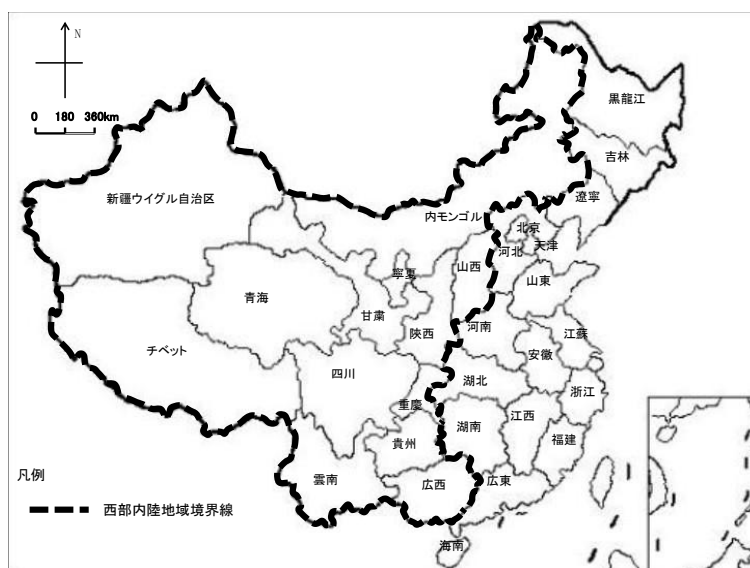 N
0 180 360km
黒龍江
吉林
遼寧
新疆ウイグル自治区
内モンゴル
北京
天津
河北
山西
寧夏
山東
青海
甘粛
陝西
河南
江蘇
安徽
チベット
四川
湖北
浙江
重慶
湖南
江西
貴州
福建
雲南
広西
広東
海南
凡例
西部内陸地域境界線